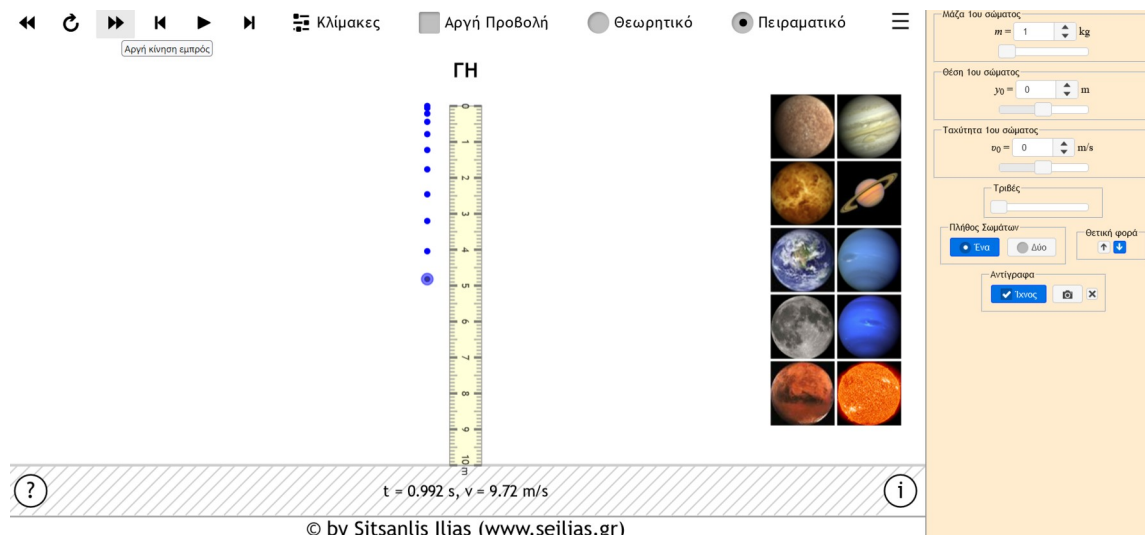 Κλίμακες Αργή Προβολή Θεωρητικό Πειραματικό
Αργή κίνηση εμπρός
ΓΗ
0
1
2
3
4
5
6
7
8
9
10
m
t = 0.992 s, v = 9.72 m/s
? i
© by Sitsanlis Ilias (www.seilias.gr)
Μάζα 1ου σώματος
m = 1 kg
Θέση 1ου σώματος
y0 = 0 m
Ταχύτητα 1ου σώματος
v0 = 0 m/s
Τριβές
Πλήθος Σωμάτων
Ένα Δύο
Θετική φορά
Αντίγραφα
Ίχνος